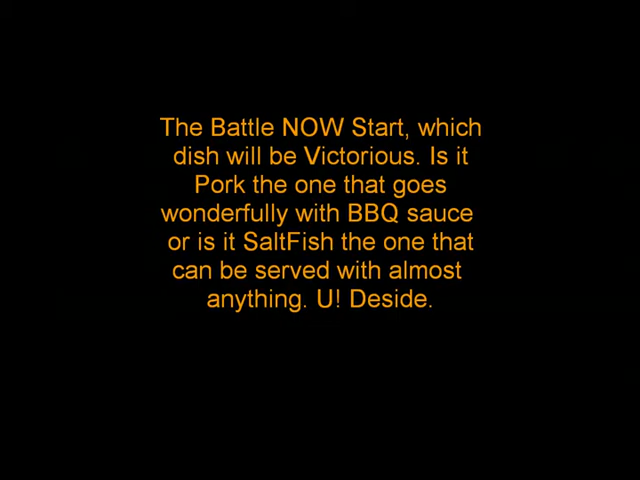 The Battle NOW Start, which
dish will be Victorious. Is it
Pork the one that goes
wonderfully with BBQ sauce
or is it SaltFish the one that
can be served with almost
anything. U! Deside.